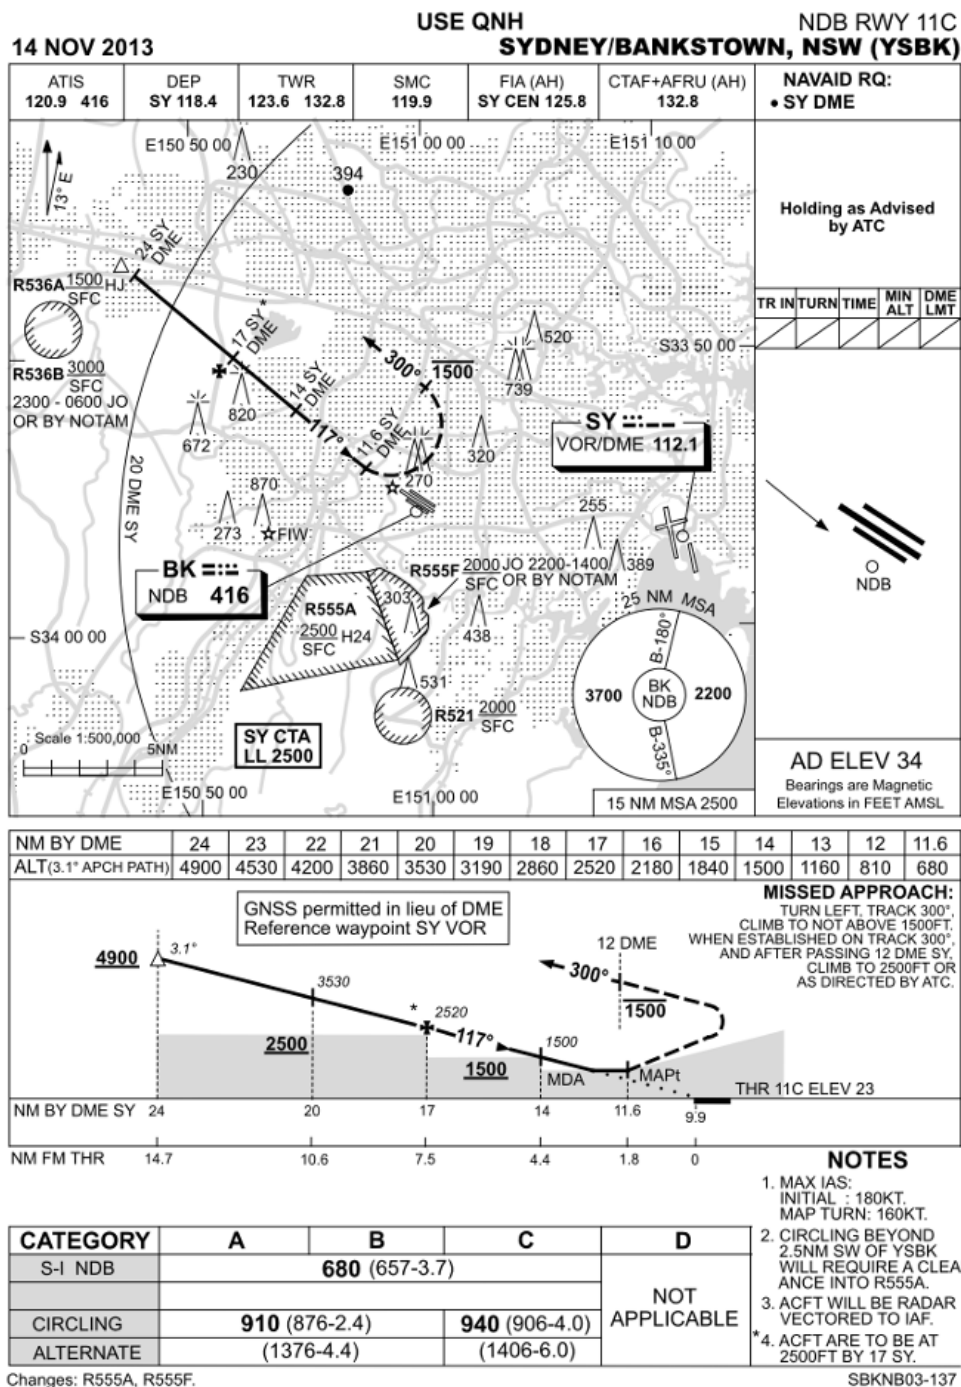 USE QNH
NDB RWY 11C
14 NOV 2013
SYDNEY/BANKSTOWN, NSW (YSBK)
ATIS
120.9 416
DEP
SY 118.4
TWR
123.6 132.8
SMC
119.9
FIA (AH)
SY CEN 125.8
CTAF+AFRU (AH)
132.8
NAVAID RQ:
• SY DME
E150 50 00
E151 00 00
E151 10 00
230
394
13° E
24 SY
DME
R536A 1500 HJ
SFC
17 SY*
DME
520
S33 50 00
300°
1500
739
R536B 3000
SFC
2300 - 0600 JO
OR BY NOTAM
14 SY
DME
820
672
117°
11.6 SY
DME
320
SY
VOR/DME 112.1
270
20 DME SY
870
273
FIW
255
389
BK
NDB 416
R555F 2000 JO 2200-1400
SFC OR BY NOTAM
R555A
2500 H24
SFC
303
438
S34 00 00
531
R521 2000
SFC
25 NM MSA
B-180°
3700
BK
NDB
2200
B-335°
Scale 1:500,000
0
5NM
SY CTA
LL 2500
E150 50 00
E151 00 00
15 NM MSA 2500
Holding as Advised
by ATC
TR IN TURN TIME MIN ALT DME LMT
NDB
AD ELEV 34
Bearings are Magnetic
Elevations in FEET AMSL
NM BY DME 24 23 22 21 20 19 18 17 16 15 14 13 12 11.6
ALT (3.1° APCH PATH) 4900 4530 4200 3860 3530 3190 2860 2520 2180 1840 1500 1160 810 680
GNSS permitted in lieu of DME
Reference waypoint SY VOR
MISSED APPROACH:
TURN LEFT, TRACK 300°,
CLIMB TO NOT ABOVE 1500FT.
WHEN ESTABLISHED ON TRACK 300°,
AND AFTER PASSING 12 DME SY,
CLIMB TO 2500FT OR
AS DIRECTED BY ATC.
4900
3.1°
3530
2500
*
2520
117°
1500
1500
12 DME
300°
1500
MDA
MAPt
THR 11C ELEV 23
NM BY DME SY 24 20 17 14 11.6 9.9
NM FM THR 14.7 10.6 7.5 4.4 1.8 0
NOTES
1. MAX IAS:
INITIAL : 180KT.
MAP TURN: 160KT.
2. CIRCLING BEYOND
2.5NM SW OF YSBK
WILL REQUIRE A CLEA
ANCE INTO R555A.
3. ACFT WILL BE RADAR
VECTORED TO IAF.
*4. ACFT ARE TO BE AT
2500FT BY 17 SY.
CATEGORY A B C D
S-I NDB 680 (657-3.7)
NOT
APPLICABLE
CIRCLING 910 (876-2.4) 940 (906-4.0)
ALTERNATE (1376-4.4) (1406-6.0)
Changes: R555A, R555F.
SBKNB03-137